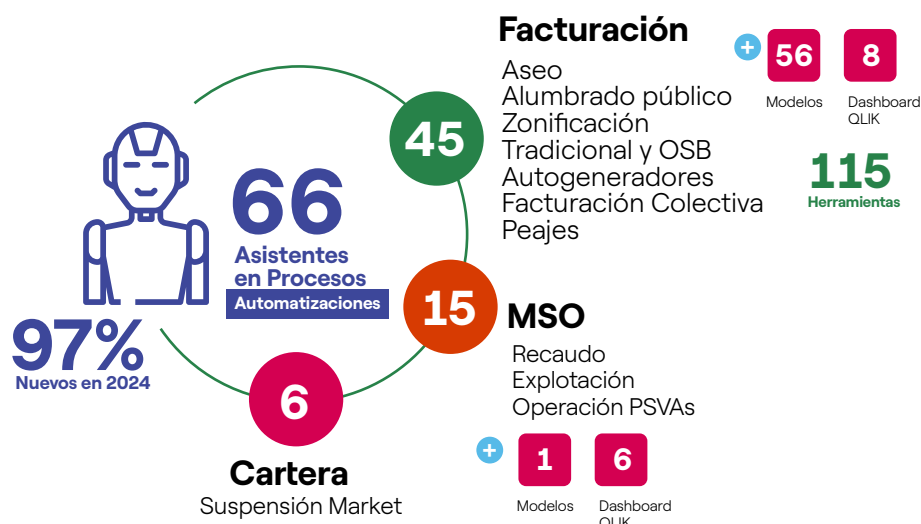 Facturación
Aseo
Alumbrado público
Zonificación
Tradicional y OSB
Autogeneradores
Facturación Colectiva
Peajes
56
Modelos
8
Dashboard
QLIK
115
Herramientas
45
66
Asistentes
en Procesos
Automatizaciones
97%
Nuevos en 2024
15
MSO
Recaudo
Explotación
Operación PSVAs
1
Modelos
6
Dashboard
QLIK
6
Cartera
Suspensión Market